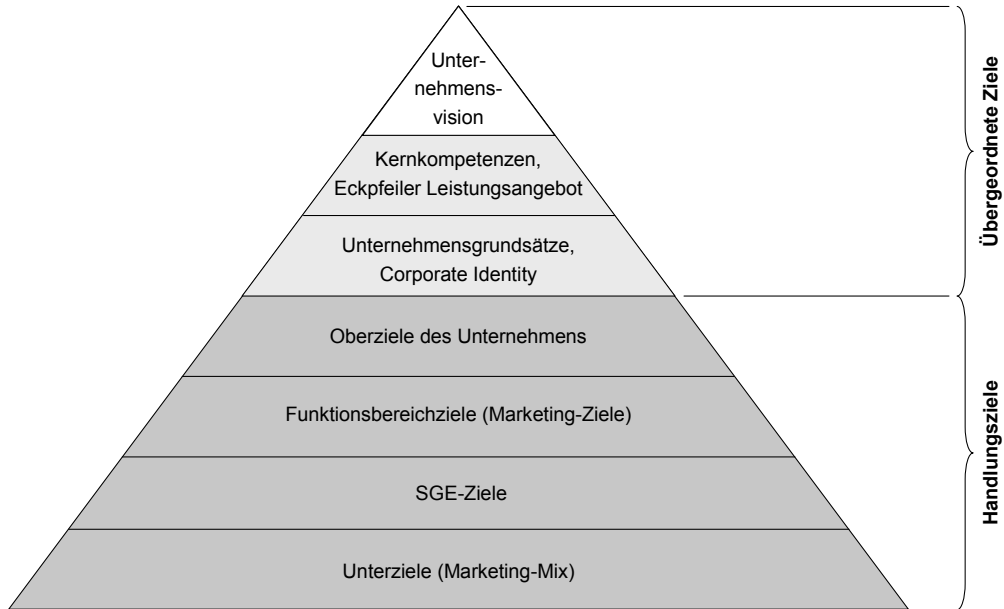 Unter-
nehmens-
vision
Kernkompetenzen,
Eckpfeiler Leistungsangebot
Unternehmensgrundsätze,
Corporate Identity
Oberziele des Unternehmens
Funktionsbereichziele (Marketing-Ziele)
SGE-Ziele
Unterziele (Marketing-Mix)
Übergeordnete Ziele
Handlungsziele